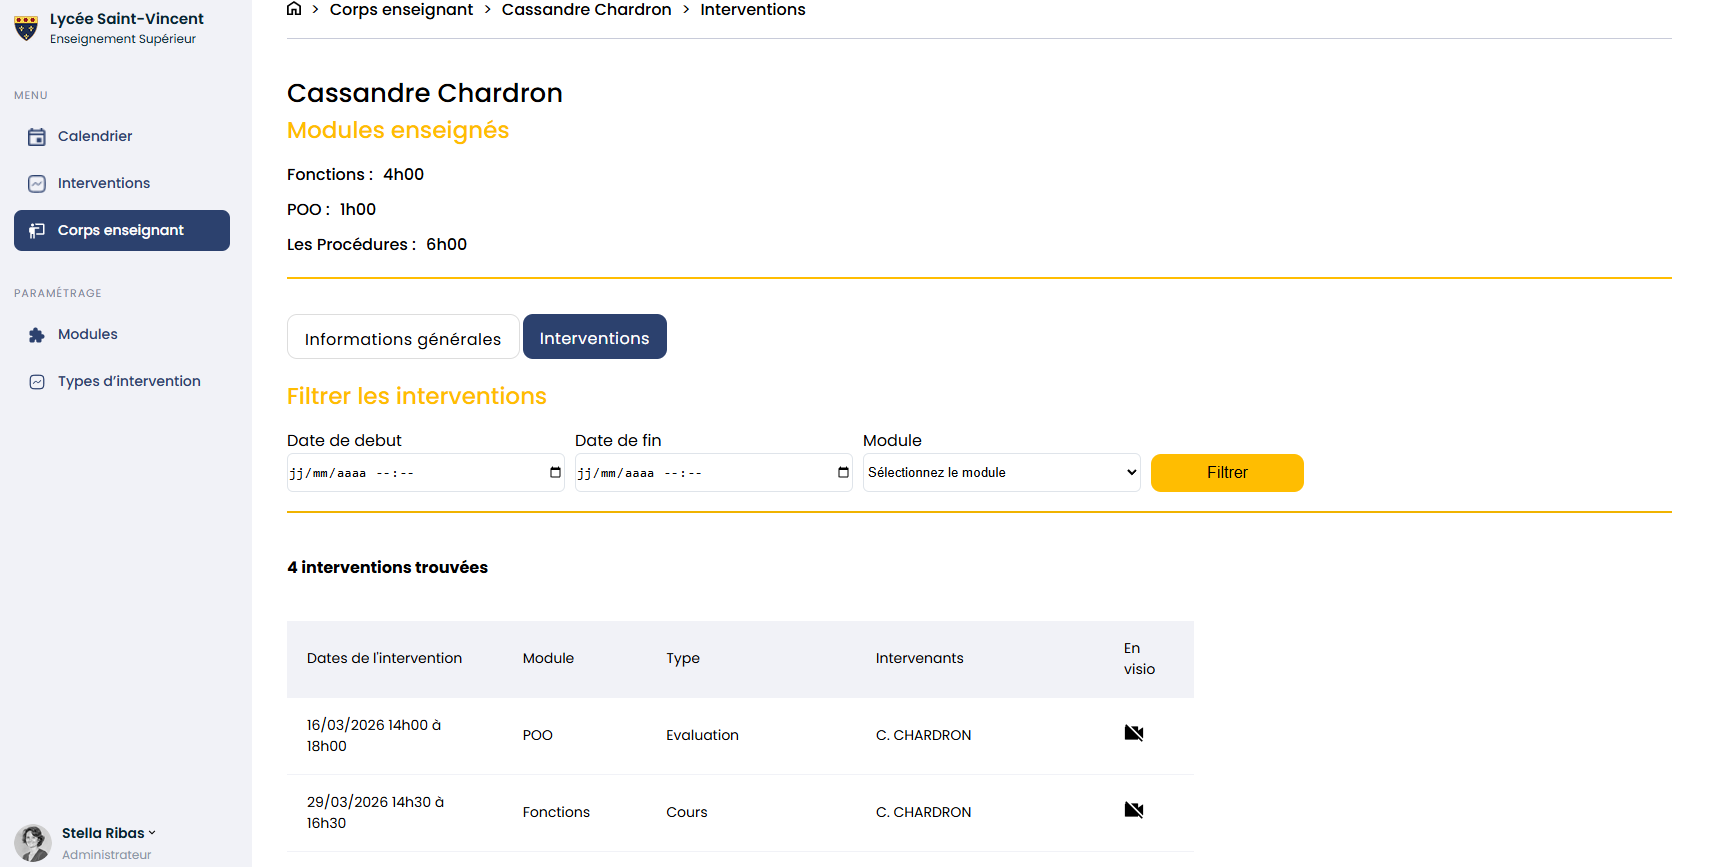 Lycée Saint-Vincent
Enseignement Supérieur
MENU
Calendrier
Interventions
Corps enseignant
PARAMÉTRAGE
Modules
Types d'intervention
Stella Ribas
Administrateur
> Corps enseignant > Cassandre Chardron > Interventions
Cassandre Chardron
Modules enseignés
Fonctions : 4h00
POO : 1h00
Les Procédures : 6h00
Informations générales Interventions
Filtrer les interventions
Date de debut Date de fin Module
jj/mm/aaaa --:-- jj/mm/aaaa --:-- Sélectionnez le module Filtrer
4 interventions trouvées
Dates de l'intervention Module Type Intervenants En visio
16/03/2026 14h00 à 18h00 POO Evaluation C. CHARDRON
29/03/2026 14h30 à 16h30 Fonctions Cours C. CHARDRON